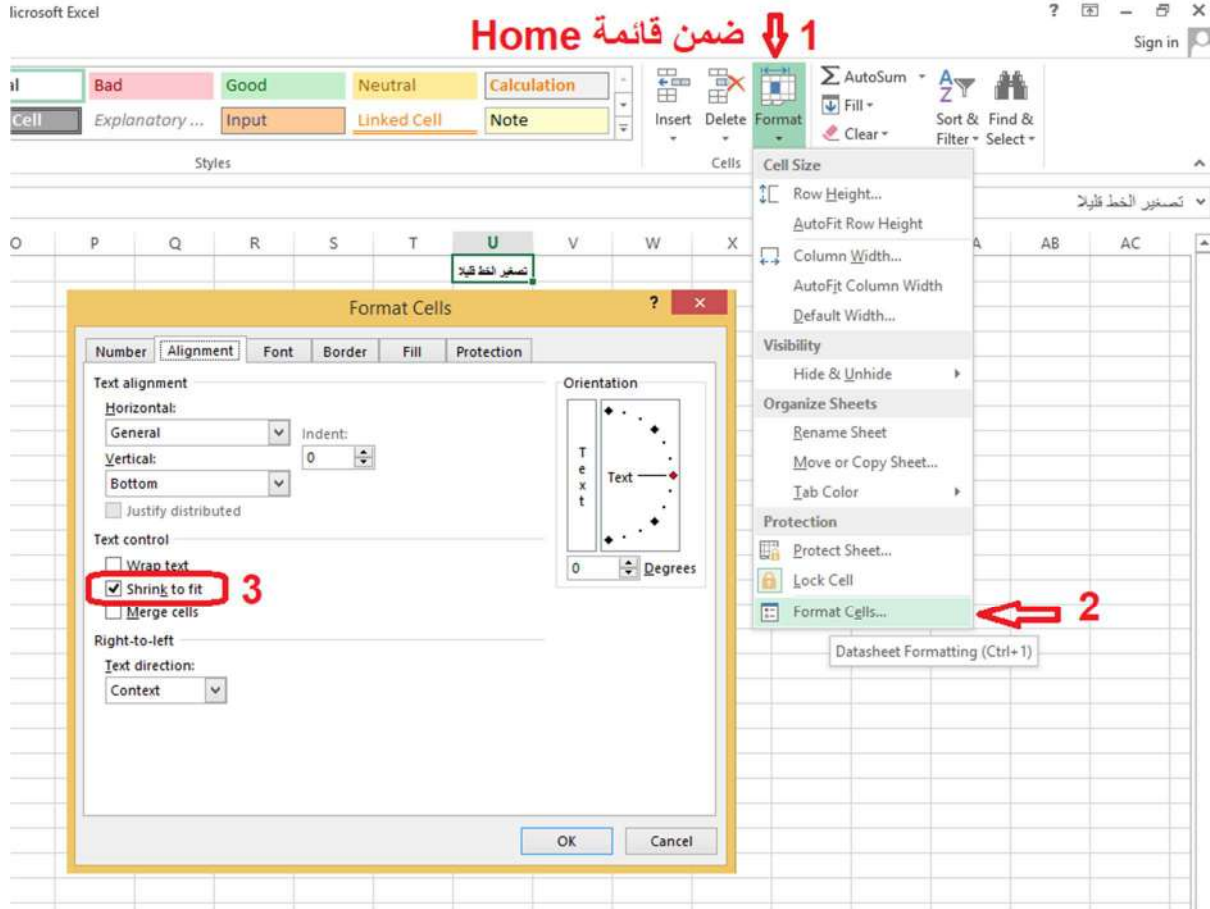 licrosoft Excel
Sign in
1 ضمن قائمة Home
al Bad Good Neutral Calculation
Cell Explanatory ... Input Linked Cell Note
Styles
Insert Delete Format
Cells
AutoSum
Fill
Clear
Sort & Filter
Find & Select
تصغير الخط قليلا
O P Q R S T U V W X A AB AC
تصغير الخط قليلا
Cell Size
Row Height...
AutoFit Row Height
Column Width...
AutoFit Column Width
Default Width...
Visibility
Hide & Unhide
Organize Sheets
Rename Sheet
Move or Copy Sheet...
Tab Color
Protection
Protect Sheet...
Lock Cell
Format Cells...
2
Datasheet Formatting (Ctrl+1)
Format Cells
Number Alignment Font Border Fill Protection
Text alignment
Horizontal:
General
Indent:
0
Vertical:
Bottom
Justify distributed
Text control
Wrap text
Shrink to fit
3
Merge cells
Right-to-left
Text direction:
Context
Orientation
Text
Text
0 Degrees
OK Cancel